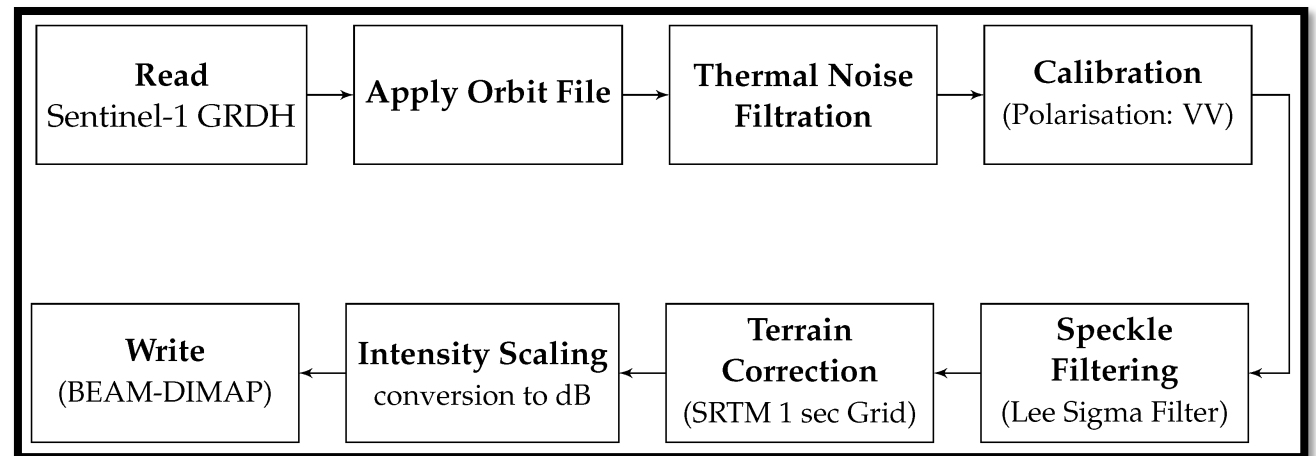 Read
Sentinel-1 GRDH
Apply Orbit File
Thermal Noise
Filtration
Calibration
(Polarisation: VV)
Speckle
Filtering
(Lee Sigma Filter)
Terrain
Correction
(SRTM 1 sec Grid)
Intensity Scaling
conversion to dB
Write
(BEAM-DIMAP)